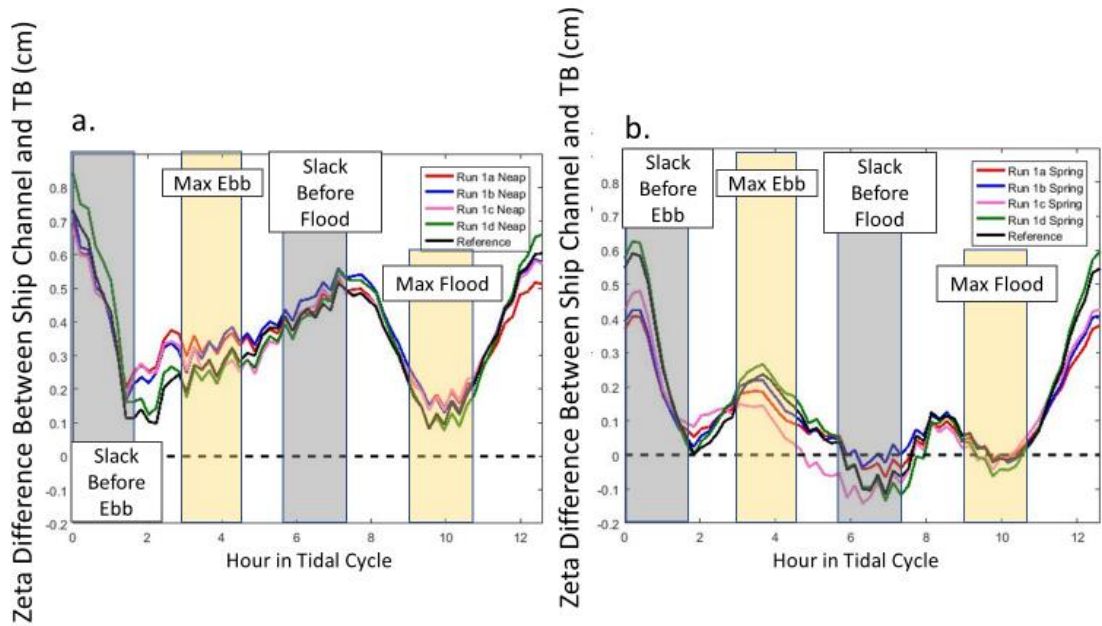 a.
Zeta Difference Between Ship Channel and TB (cm)
0.8
0.7
0.6
0.5
0.4
0.3
0.2
0.1
0
-0.1
-0.2
Max Ebb
Slack
Before
Flood
Run 1a Neap
Run 1b Neap
Run 1c Neap
Run 1d Neap
Reference
Max Flood
Slack
Before
Ebb
2
4
6
8
10
12
Hour in Tidal Cycle
b.
Zeta Difference Between Ship Channel and TB (cm)
0.9
0.8
0.7
0.6
0.5
0.4
0.3
0.2
0.1
0
-0.1
-0.2
Slack
Before
Ebb
Max Ebb
Slack
Before
Flood
Run 1a Spring
Run 1b Spring
Run 1c Spring
Run 1d Spring
Reference
Max Flood
0
2
4
6
8
10
12
Hour in Tidal Cycle